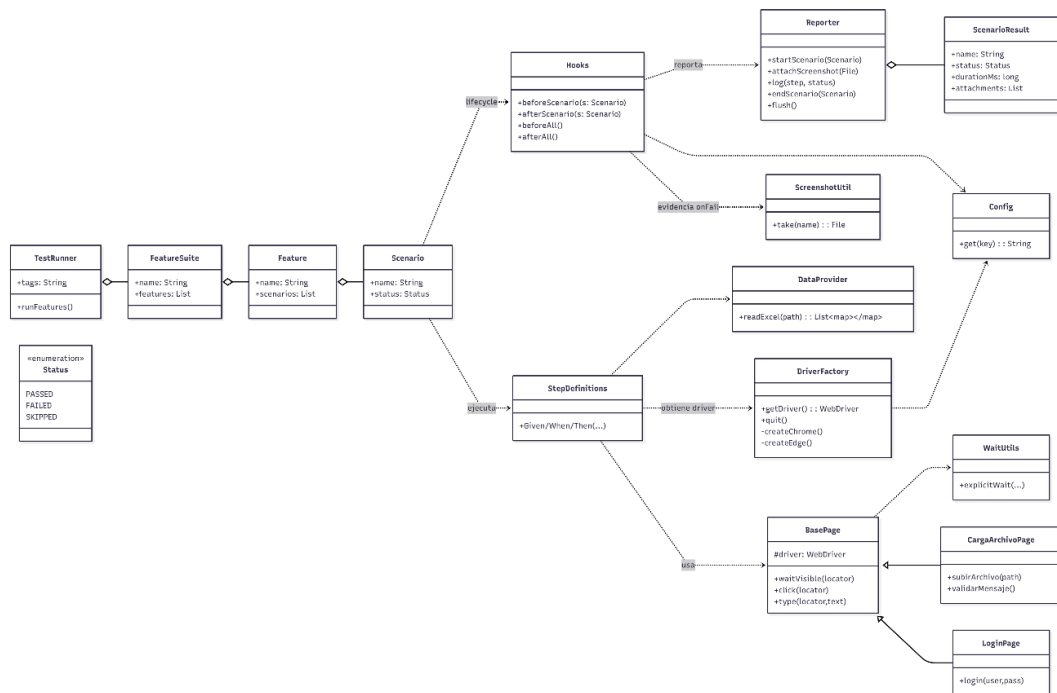 Reporter
+startScenario(Scenario)
+attachScreenshot(File)
+log(step, status)
+endScenario(Scenario)
+flush()
ScenarioResult
+name: String
+status: Status
+durationMs: long
+attachments: List
Hooks
+beforeScenario(s: Scenario)
+afterScenario(s: Scenario)
+beforeAll()
+afterAll()
reporta
lifecycle
ScreenshotUtil
+take(name) : : File
evidencia onFail
Config
+get(key) : : String
TestRunner
+tags: String
+runFeatures()
FeatureSuite
+name: String
+features: List
Feature
+name: String
+scenarios: List
Scenario
+name: String
+status: Status
DataProvider
+readExcel(path) : : List<map></map>
«enumeration»
Status
PASSED
FAILED
SKIPPED
StepDefinitions
+Given/When/Then(...)
ejecuta
obtiene driver
DriverFactory
+getDriver() : : WebDriver
+quit()
-createChrome()
-createEdge()
WaitUtils
+explicitWait(...)
BasePage
#driver: WebDriver
+waitVisible(locator)
+click(locator)
+type(locator,text)
usa
CargaArchivoPage
+subirArchivo(path)
+validarMensaje()
LoginPage
+login(user,pass)